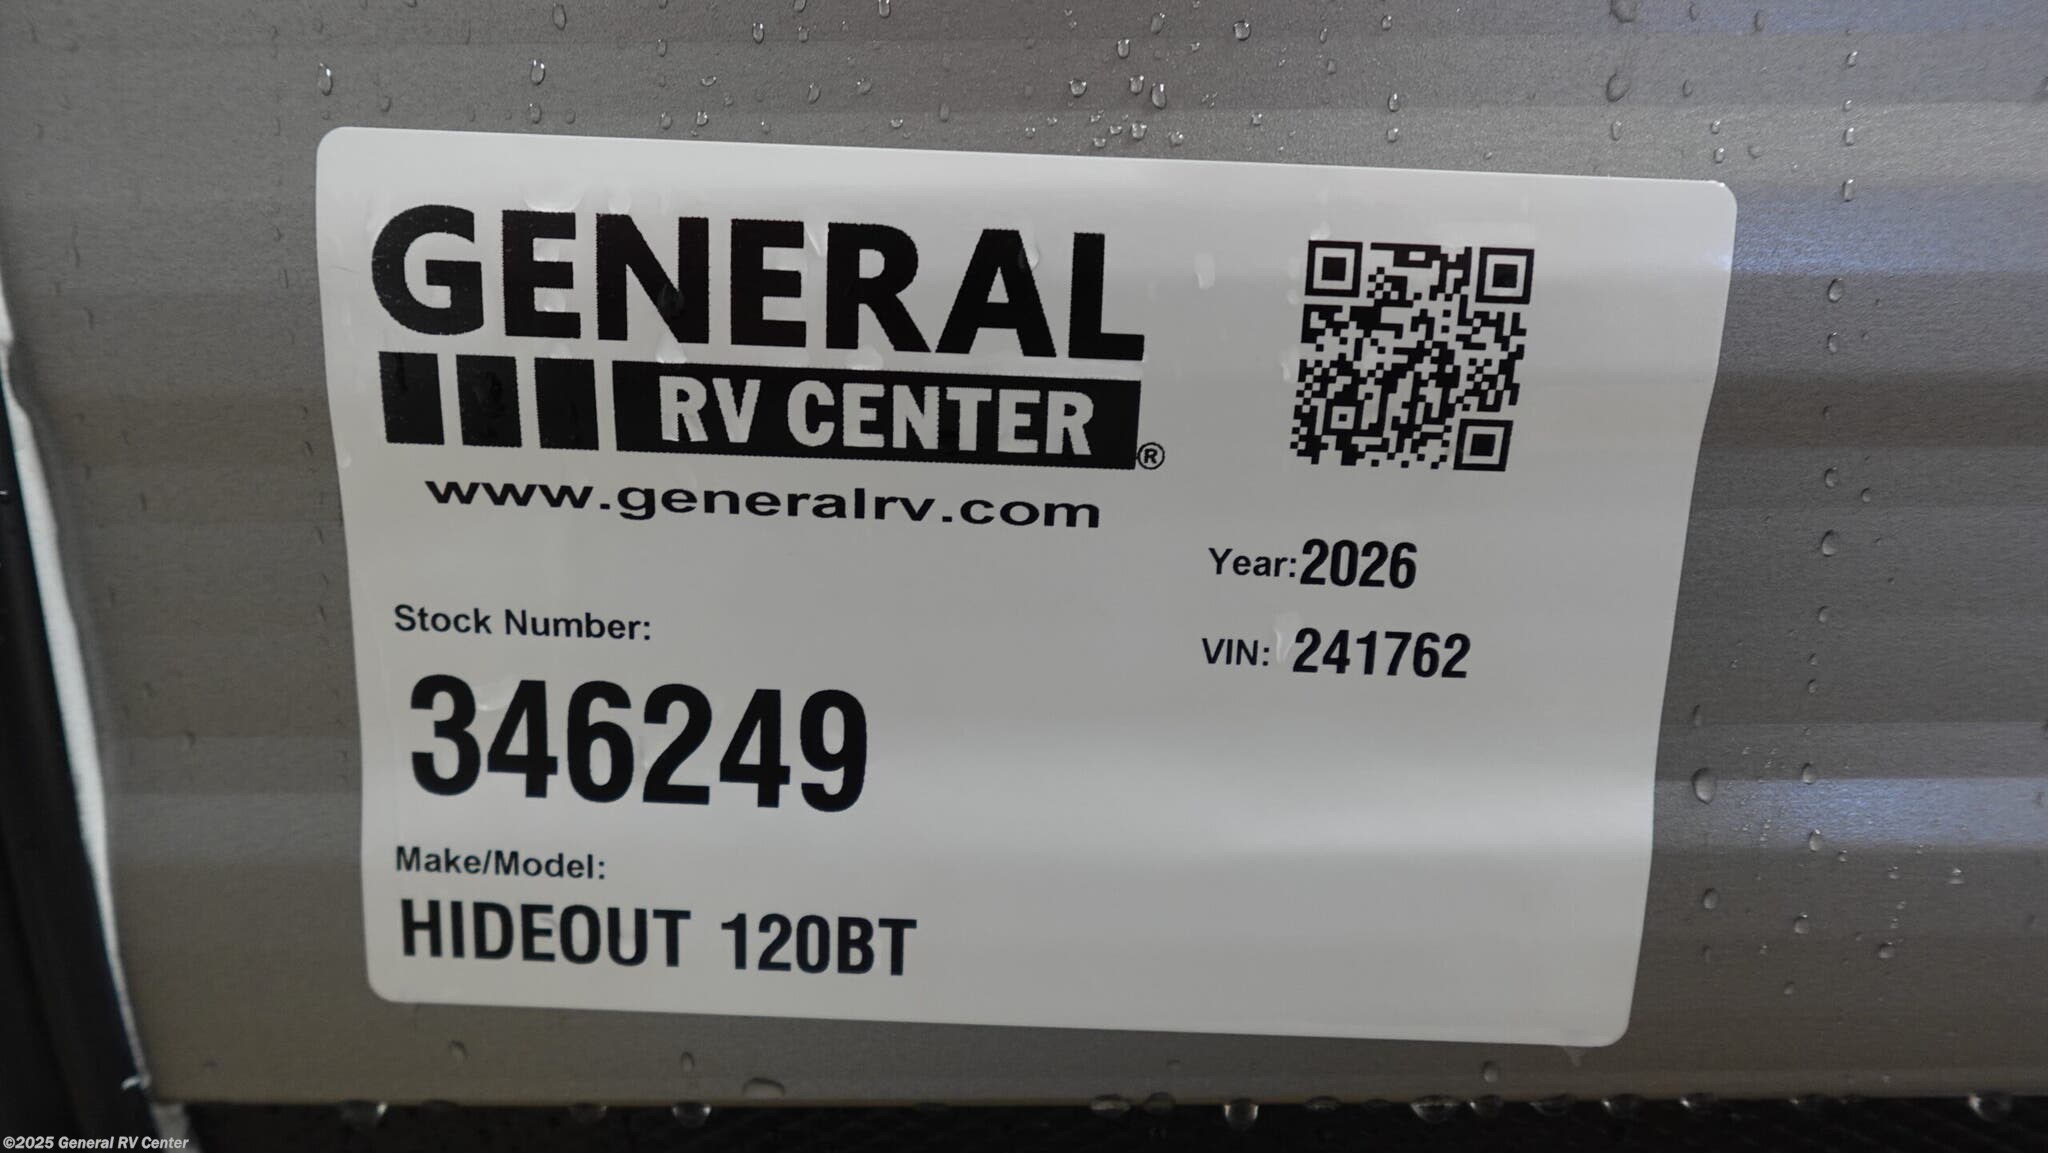 GENERAL
RV CENTER®
www.generalrv.com
Year: 2026
VIN: 241762
Stock Number:
346249
Make/Model:
HIDEOUT 120BT
©2025 General RV Center